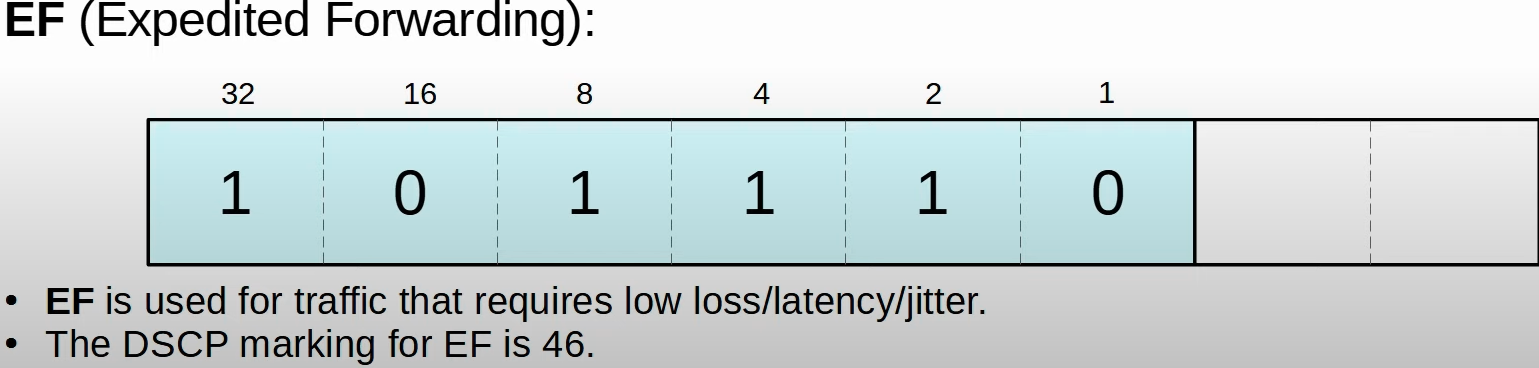 EF (Expedited Forwarding):
32 16 8 4 2 1
1 0 1 1 1 0
• EF is used for traffic that requires low loss/latency/jitter.
• The DSCP marking for EF is 46.